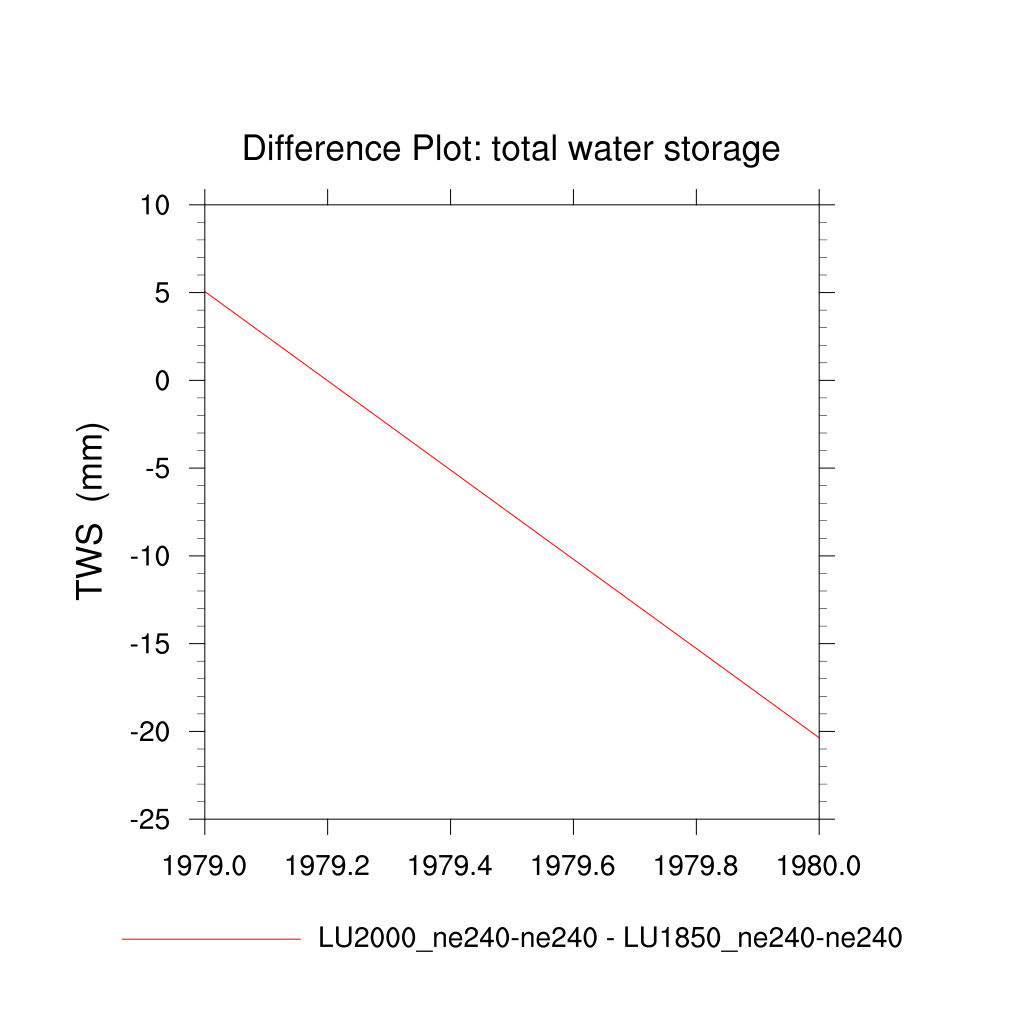 Difference Plot: total water storage
10
5
0
-5
-10
-15
-20
-25
TWS (mm)
1979.0 1979.2 1979.4 1979.6 1979.8 1980.0
LU2000_ne240-ne240 - LU1850_ne240-ne240